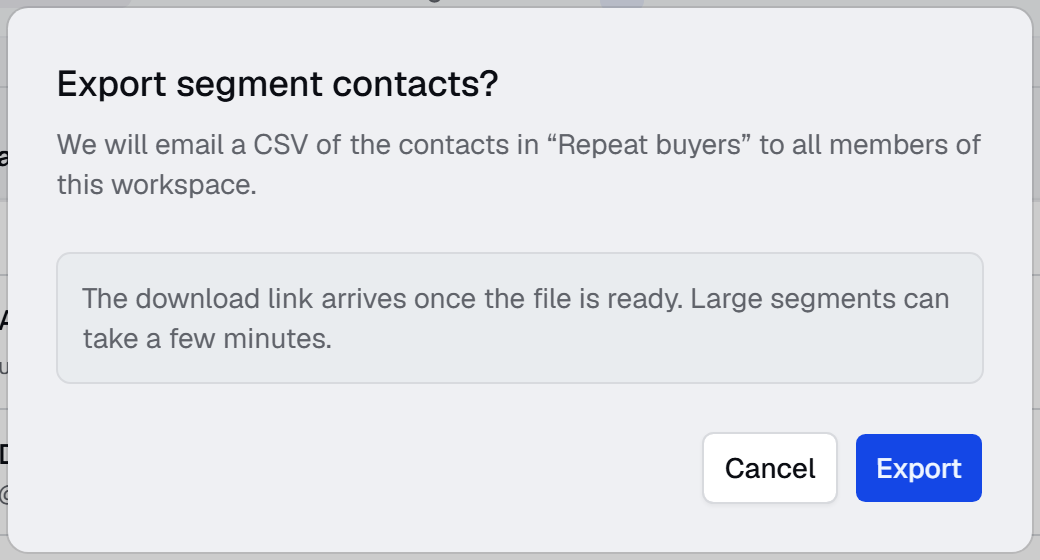 Export segment contacts?
We will email a CSV of the contacts in “Repeat buyers” to all members of
this workspace.
The download link arrives once the file is ready. Large segments can
take a few minutes.
Cancel
Export